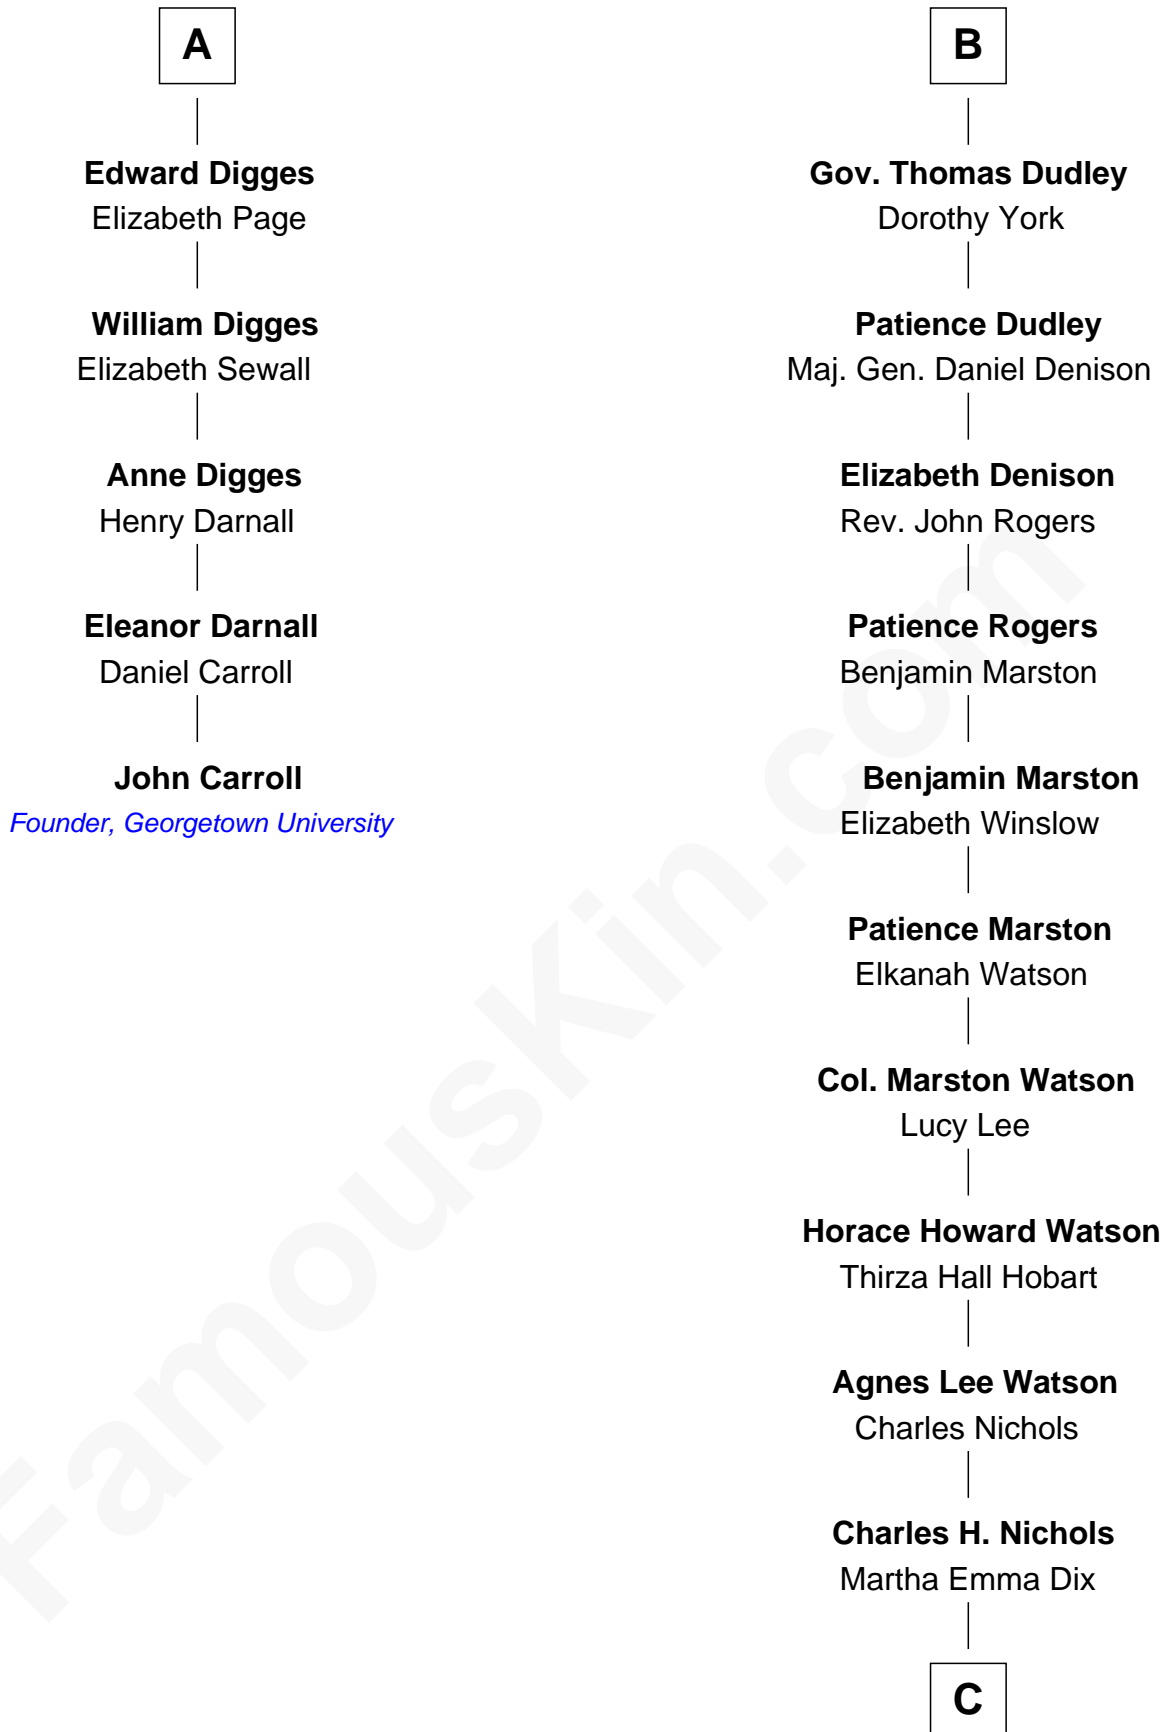 A
Edward Digges
Elizabeth Page
William Digges
Elizabeth Sewall
Anne Digges
Henry Darnall
Eleanor Darnall
Daniel Carroll
John Carroll
Founder, Georgetown University
B
Gov. Thomas Dudley
Dorothy York
Patience Dudley
Maj. Gen. Daniel Denison
Elizabeth Denison
Rev. John Rogers
Patience Rogers
Benjamin Marston
Benjamin Marston
Elizabeth Winslow
Patience Marston
Elkanah Watson
Col. Marston Watson
Lucy Lee
Horace Howard Watson
Thirza Hall Hobart
Agnes Lee Watson
Charles Nichols
Charles H. Nichols
Martha Emma Dix
C
FamousKin.com